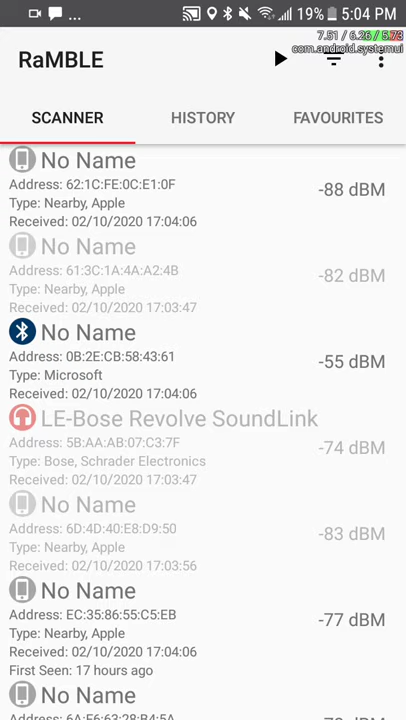 ... 19% 5:04 PM
7.51 / 6.26 / 5.73
com.android.systemui
RaMBLE
SCANNER HISTORY FAVOURITES
No Name
Address: 62:1C:FE:0C:E1:0F
-88 dBM
Type: Nearby, Apple
Received: 02/10/2020 17:04:06
No Name
Address: 61:3C:1A:4A:A2:4B
-82 dBM
Type: Nearby, Apple
Received: 02/10/2020 17:03:47
No Name
Address: 0B:2E:CB:58:43:61
-55 dBM
Type: Microsoft
Received: 02/10/2020 17:04:06
LE-Bose Revolve SoundLink
Address: 5B:AA:AB:07:C3:7F
-74 dBM
Type: Bose, Schrader Electronics
Received: 02/10/2020 17:03:47
No Name
Address: 6D:4D:40:E8:D9:50
-83 dBM
Type: Nearby, Apple
Received: 02/10/2020 17:03:56
No Name
Address: EC:35:86:55:C5:EB
-77 dBM
Type: Nearby, Apple
Received: 02/10/2020 17:04:06
First Seen: 17 hours ago
No Name
Address: 6A:F6:63:28:B4:5A